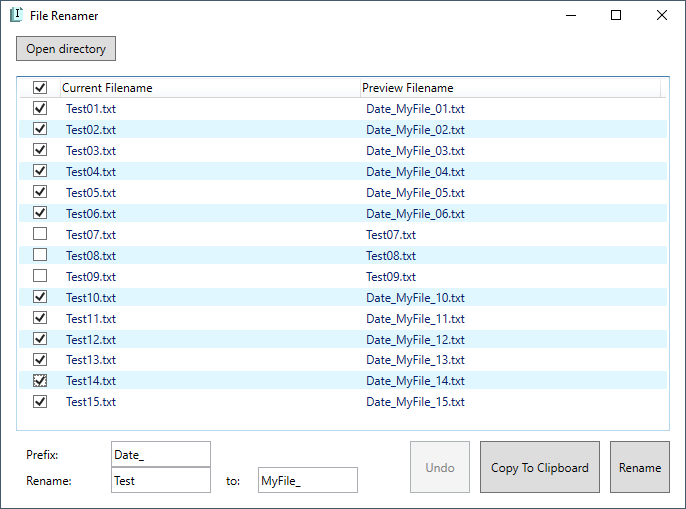 File Renamer
Open directory
Current Filename Preview Filename
Test01.txt Date_MyFile_01.txt
Test02.txt Date_MyFile_02.txt
Test03.txt Date_MyFile_03.txt
Test04.txt Date_MyFile_04.txt
Test05.txt Date_MyFile_05.txt
Test06.txt Date_MyFile_06.txt
Test07.txt Test07.txt
Test08.txt Test08.txt
Test09.txt Test09.txt
Test10.txt Date_MyFile_10.txt
Test11.txt Date_MyFile_11.txt
Test12.txt Date_MyFile_12.txt
Test13.txt Date_MyFile_13.txt
Test14.txt Date_MyFile_14.txt
Test15.txt Date_MyFile_15.txt
Prefix: Date_
Rename: Test to: MyFile_
Undo Copy To Clipboard Rename